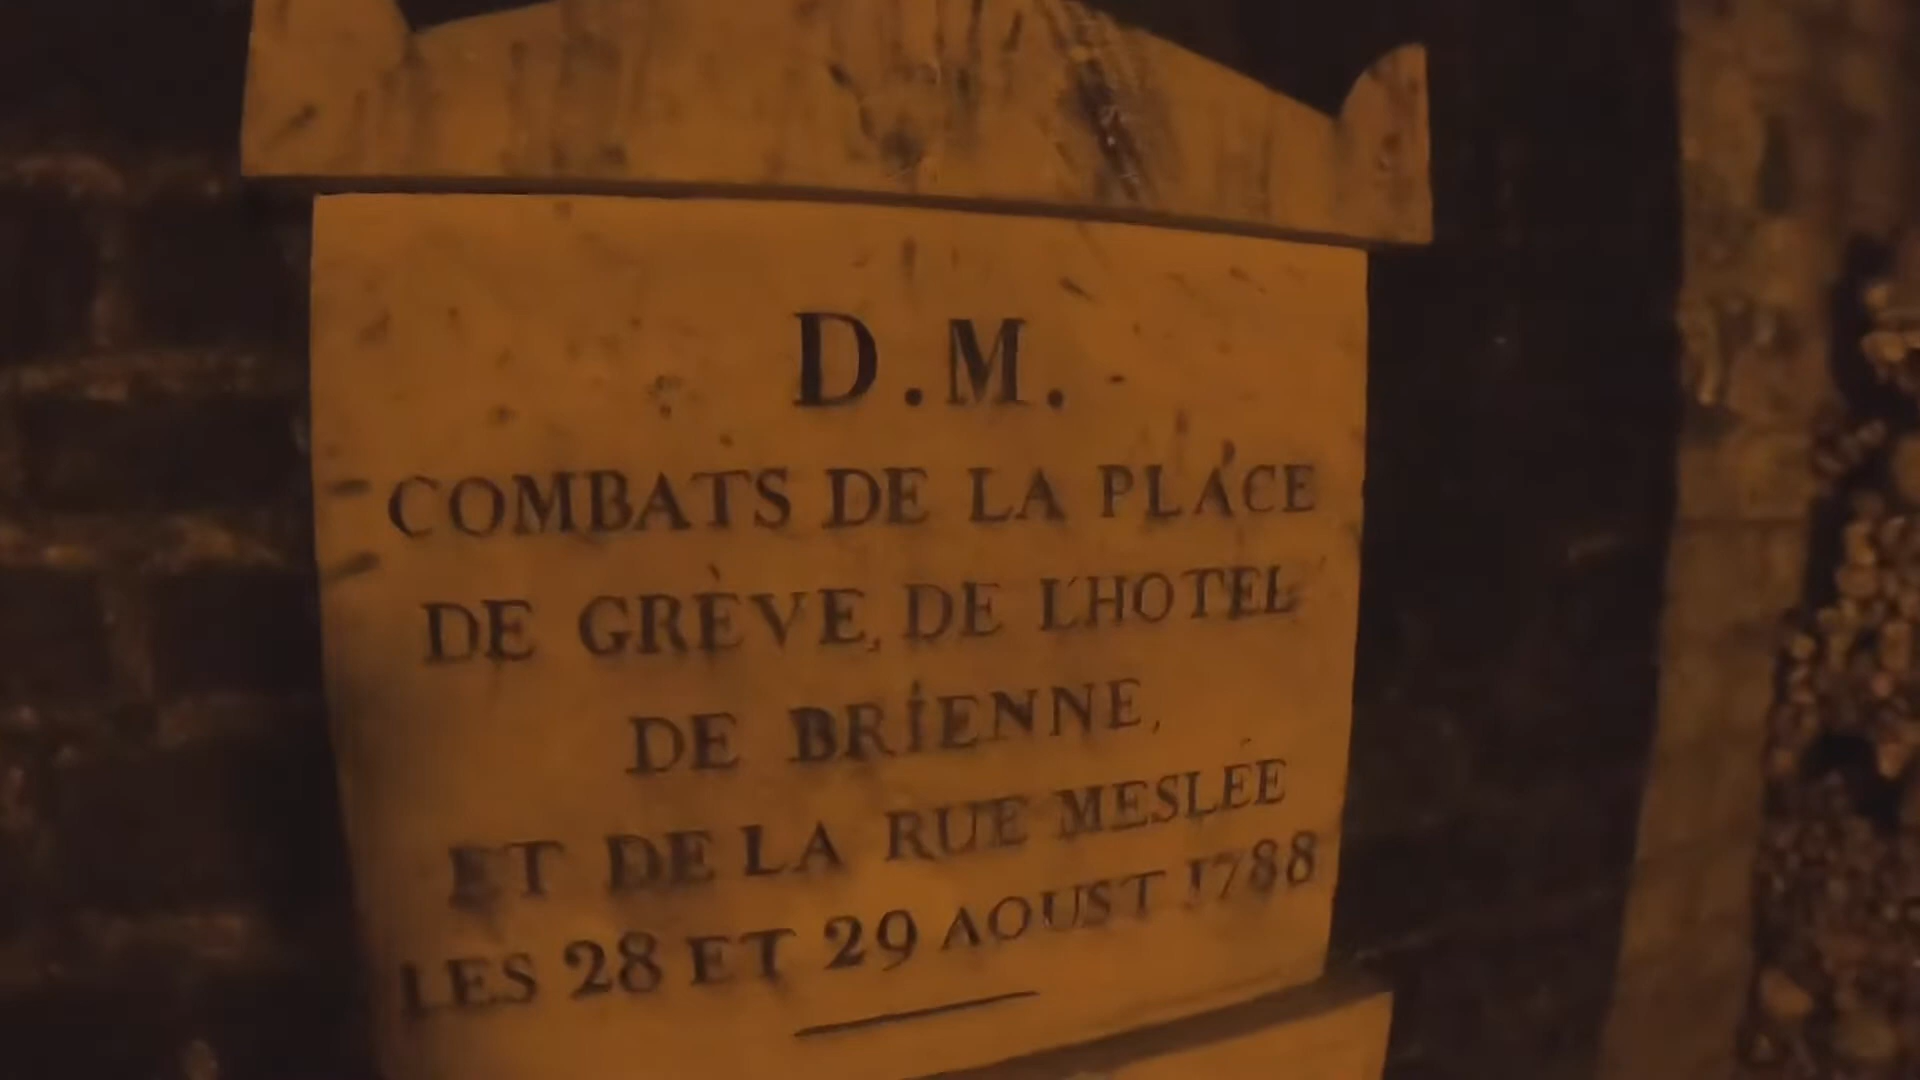 D.M.
COMBATS DE LA PLACE
DE GRÈVE, DE L'HOTEL
DE BRIENNE,
ET DE LA RUE MESLÉE
LES 28 ET 29 AOUST 1788